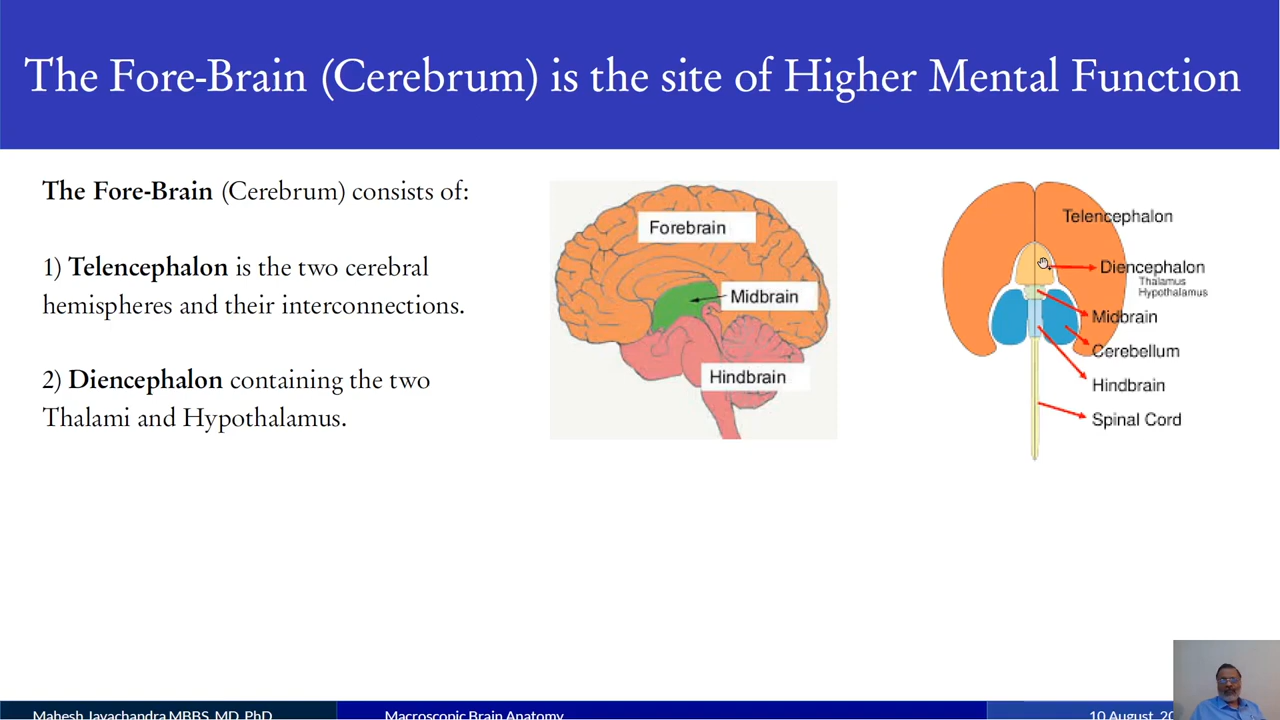 The Fore-Brain (Cerebrum) is the site of Higher Mental Function
The Fore-Brain (Cerebrum) consists of:
1) Telencephalon is the two cerebral
hemispheres and their interconnections.
2) Diencephalon containing the two
Thalami and Hypothalamus.
Forebrain
Midbrain
Hindbrain
Telencephalon
Diencephalon
Thalamus
Hypothalamus
Midbrain
Cerebellum
Hindbrain
Spinal Cord
Mahesh Jayachandra MBBS, MD, PhD
Macroscopic Brain Anatomy
10 August, 20